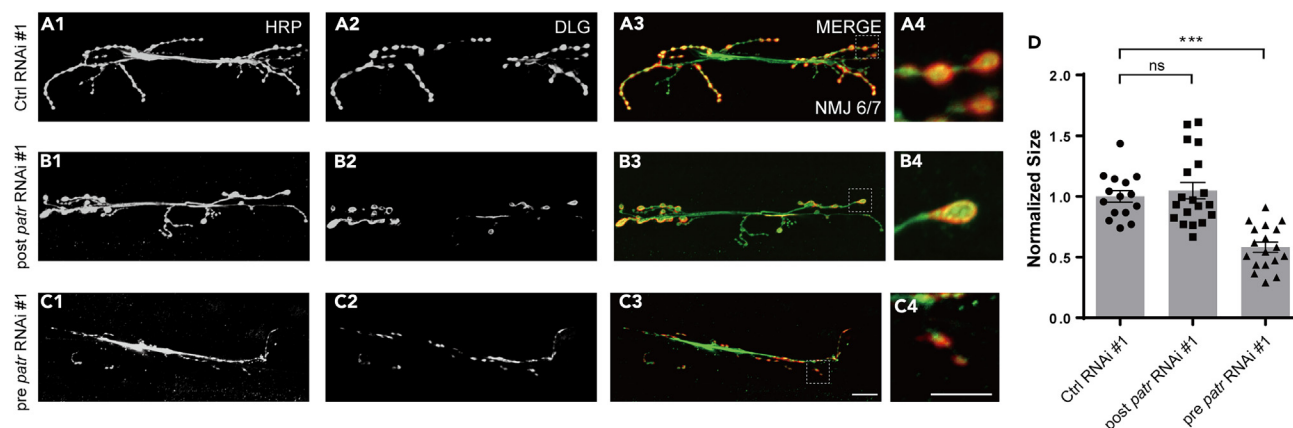 Ctrl RNAi #1
A1
HRP
A2
DLG
A3
MERGE
NMJ 6/7
A4
post patr RNAi #1
B1
B2
B3
B4
pre patr RNAi #1
C1
C2
C3
C4
D
***
ns
Normalized Size
2.0
1.5
1.0
0.5
0.0
Ctrl RNAi #1
post patr RNAi #1
pre patr RNAi #1